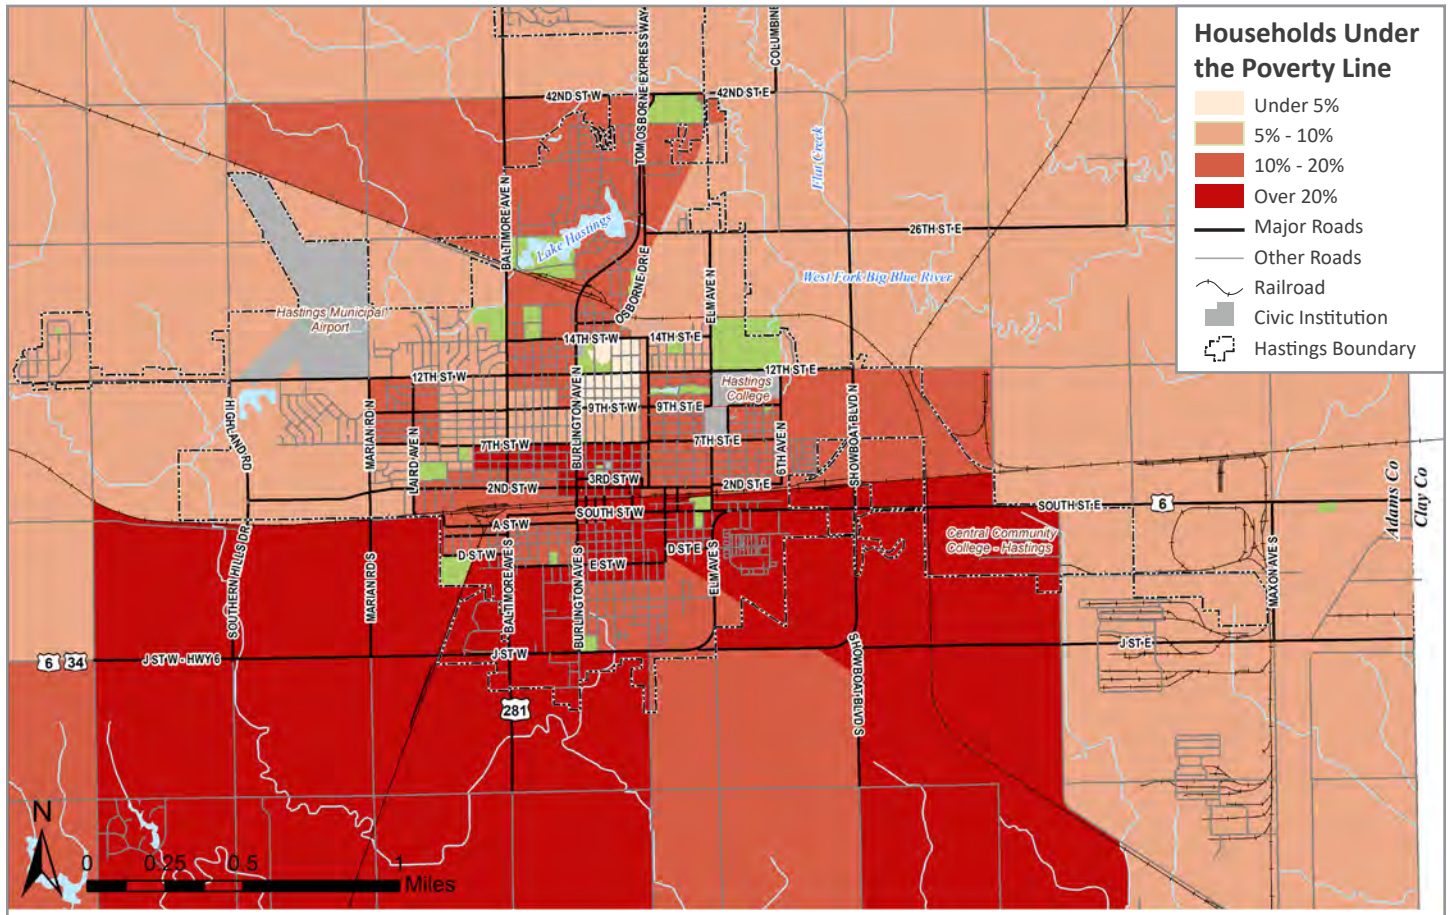 Households Under
the Poverty Line
Under 5%
5% - 10%
10% - 20%
Over 20%
Major Roads
Other Roads
Railroad
Civic Institution
Hastings Boundary
TOM OSBORNE EXPRESSWAY
COLUMBINE
42ND ST W
42ND ST E
Flat Creek
BALTIMORE AVE N
Lake Hastings
26TH ST E
West Fork Big Blue River
OSBORNE DR E
ELM AVE N
Hastings Municipal
Airport
14TH ST W
14TH ST E
12TH ST W
12TH ST E
Hastings
College
HIGHLAND RD
MARIAN RD N
LAIRD AVE N
BURLINGTON AVE N
9TH ST W
9TH ST E
7TH ST W
7TH ST E
6TH AVE N
SHOWBOAT BLVD N
3RD ST W
2ND ST W
2ND ST E
SOUTH ST W
SOUTH ST E
6
Adams Co
Clay Co
A ST W
D ST W
D ST E
E ST W
Central Community
College - Hastings
SOUTHERN HILLS DR
MARIAN RD S
BALTIMORE AVE S
BURLINGTON AVE S
ELM AVE S
MAXON AVE S
6
34
J ST W - HWY 6
J ST W
J ST E
SHOWBOAT BLVD S
281
N
0
0.25
0.5
1
Miles